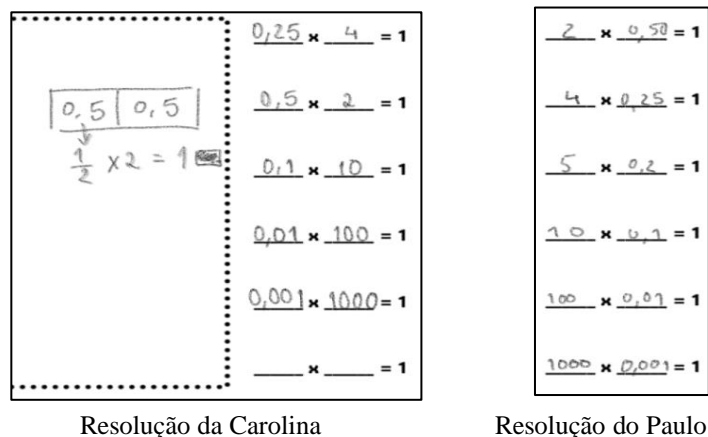 0,25 x 4 = 1
0,5 0,5
0,5 x 2 = 1
1/2 x2 = 1
0,1 x 10 = 1
0,01 x 100 = 1
0,001 x 1000 = 1
___ x ___ = 1
Resolução da Carolina
2 x 0,50 = 1
4 x 0,25 = 1
5 x 0,2 = 1
10 x 0,1 = 1
100 x 0,01 = 1
1000 x 0,001 = 1
Resolução do Paulo